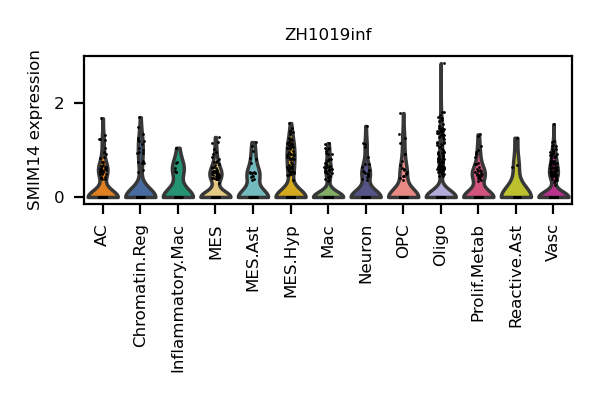 ZH1019inf
SMIM14 expression
2
0
AC
Chromatin.Reg
Inflammatory.Mac
MES
MES.Ast
MES.Hyp
Mac
Neuron
OPC
Oligo
Prolif.Metab
Reactive.Ast
Vasc